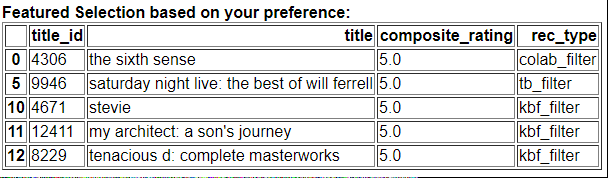 Featured Selection based on your preference:
title_id title composite_rating rec_type
0 4306 the sixth sense 5.0 colab_filter
5 9946 saturday night live: the best of will ferrell 5.0 tb_filter
10 4671 stevie 5.0 kbf_filter
11 12411 my architect: a son's journey 5.0 kbf_filter
12 8229 tenacious d: complete masterworks 5.0 kbf_filter